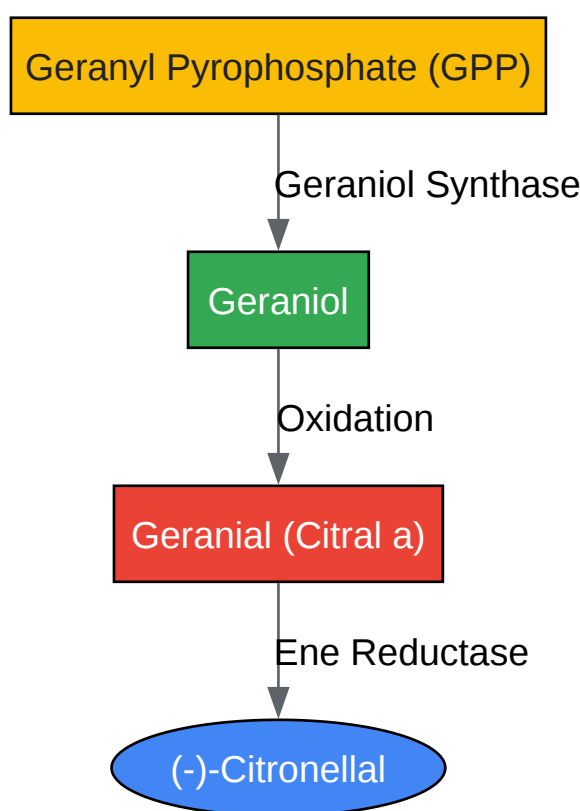 Geranyl Pyrophosphate (GPP)
Geraniol Synthase
Geraniol
Oxidation
Geranial (Citral a)
Ene Reductase
(-)-Citronellal